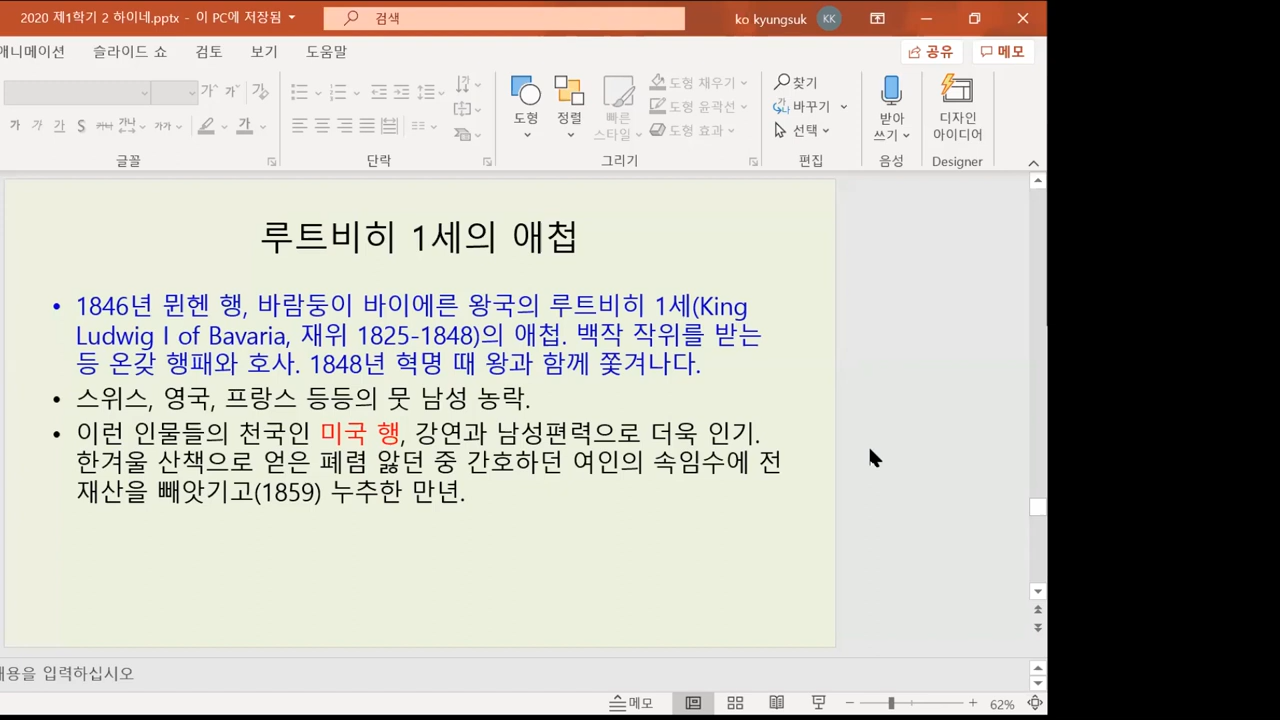 2020 제1학기 2 하이네.pptx - 이 PC에 저장됨
검색
ko kyungsuk
KK
애니메이션 슬라이드 쇼 검토 보기 도움말
공유
메모
가 가 가 S 가나 가가
도형
정렬
빠른
스타일
도형 채우기
도형 윤곽선
도형 효과
찾기
바꾸기
선택
받아
쓰기
디자인
아이디어
글꼴 단락 그리기 편집 음성 Designer
루트비히 1세의 애첩
• 1846년 뮌헨 행, 바람둥이 바이에른 왕국의 루트비히 1세(King
Ludwig I of Bavaria, 재위 1825-1848)의 애첩. 백작 작위를 받는
등 온갖 행패와 호사. 1848년 혁명 때 왕과 함께 쫓겨나다.
• 스위스, 영국, 프랑스 등등의 뭇 남성 농락.
• 이런 인물들의 천국인 미국 행, 강연과 남성편력으로 더욱 인기.
한겨울 산책으로 얻은 폐렴 앓던 중 간호하던 여인의 속임수에 전
재산을 빼앗기고(1859) 누추한 만년.
내용을 입력하십시오
메모
62%